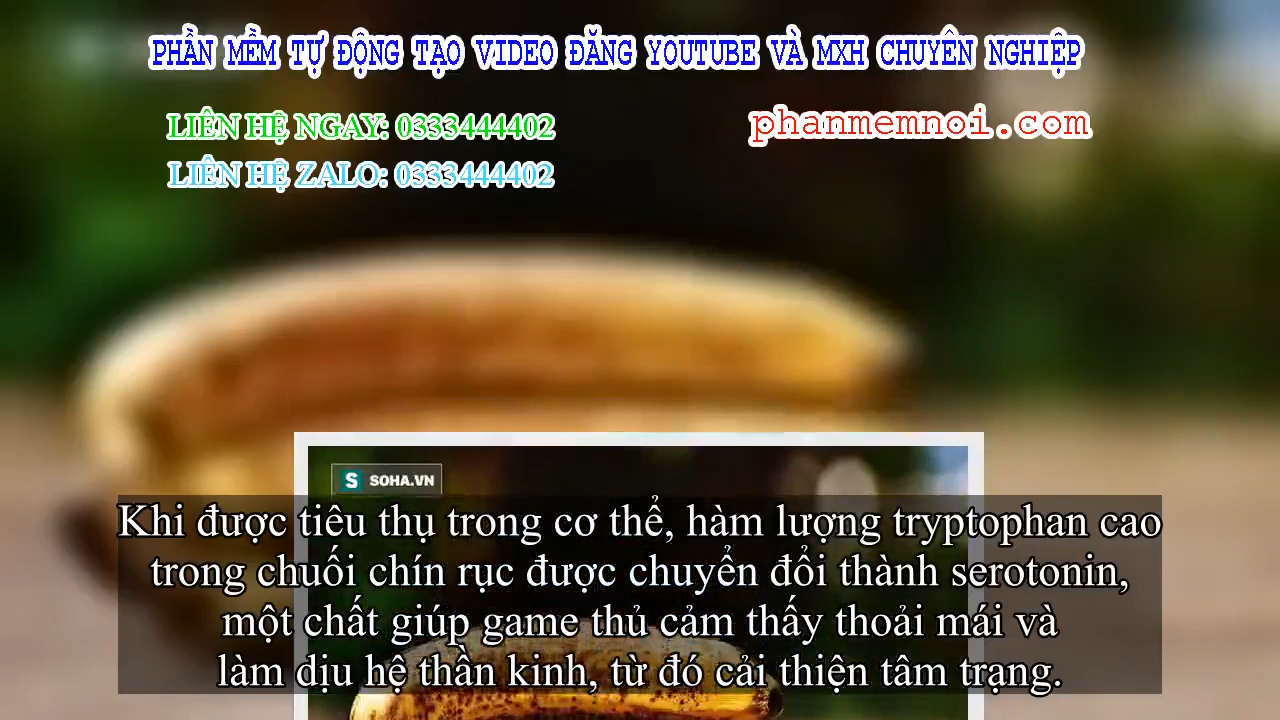 PHẦN MỀM TỰ ĐỘNG TẠO VIDEO ĐĂNG YOUTUBE VÀ MXH CHUYÊN NGHIỆP
LIÊN HỆ NGAY: 0333444402
phanmemnoi.com
LIÊN HỆ ZALO: 0333444402
S SOHA.VN
Khi được tiêu thụ trong cơ thể, hàm lượng tryptophan cao
trong chuối chín rục được chuyển đổi thành serotonin,
một chất giúp game thủ cảm thấy thoải mái và
làm dịu hệ thần kinh, từ đó cải thiện tâm trạng.